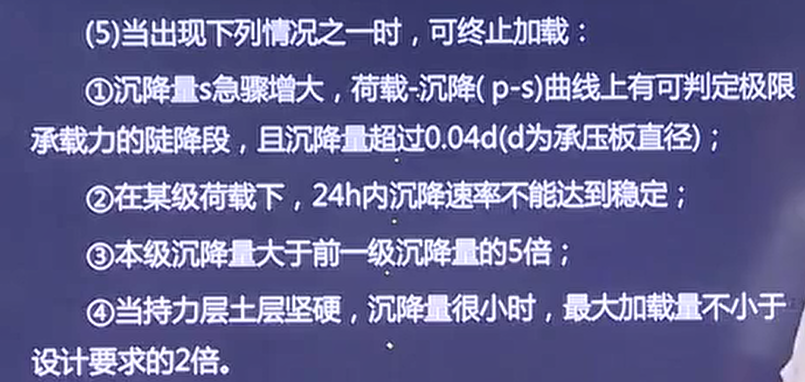 (5)当出现下列情况之一时，可终止加载：
①沉降量s急骤增大，荷载-沉降( p-s)曲线上有可判定极限
承载力的陡降段，且沉降量超过0.04d(d为承压板直径)；
②在某级荷载下，24h内沉降速率不能达到稳定；
③本级沉降量大于前一级沉降量的5倍；
④当持力层土层坚硬，沉降量很小时，最大加载量不小于
设计要求的2倍。